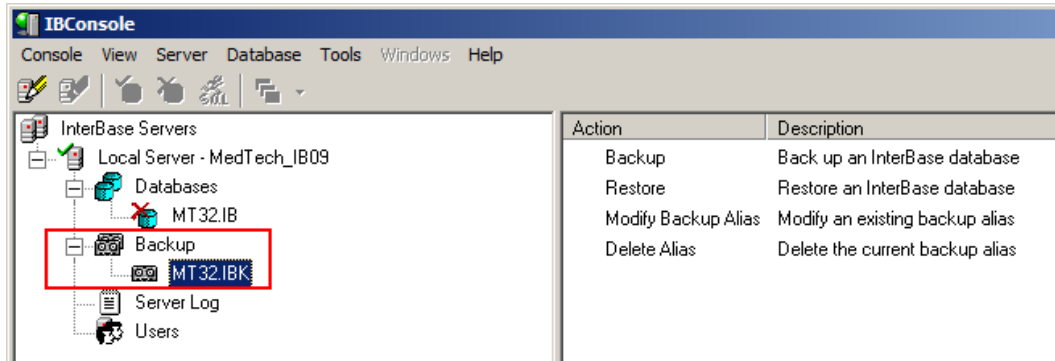 IBConsole
Console View Server Database Tools Windows Help
SQL
InterBase Servers
Local Server - MedTech_IB09
Databases
MT32.IB
Backup
MT32.IBK
Server Log
Users
Action Description
Backup Back up an InterBase database
Restore Restore an InterBase database
Modify Backup Alias Modify an existing backup alias
Delete Alias Delete the current backup alias